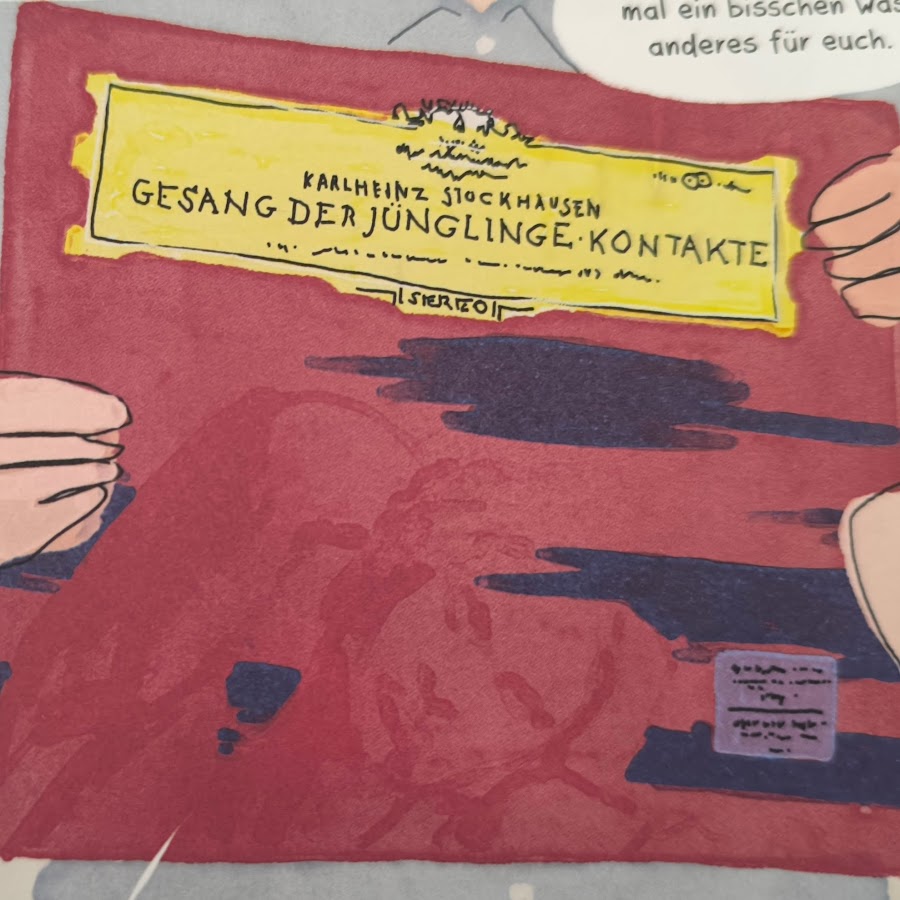 mal ein bisschen was
anderes für euch.
KARLHEINZ STOCKHAUSEN
GESANG DER JÜNGLINGE · KONTAKTE
STEREO